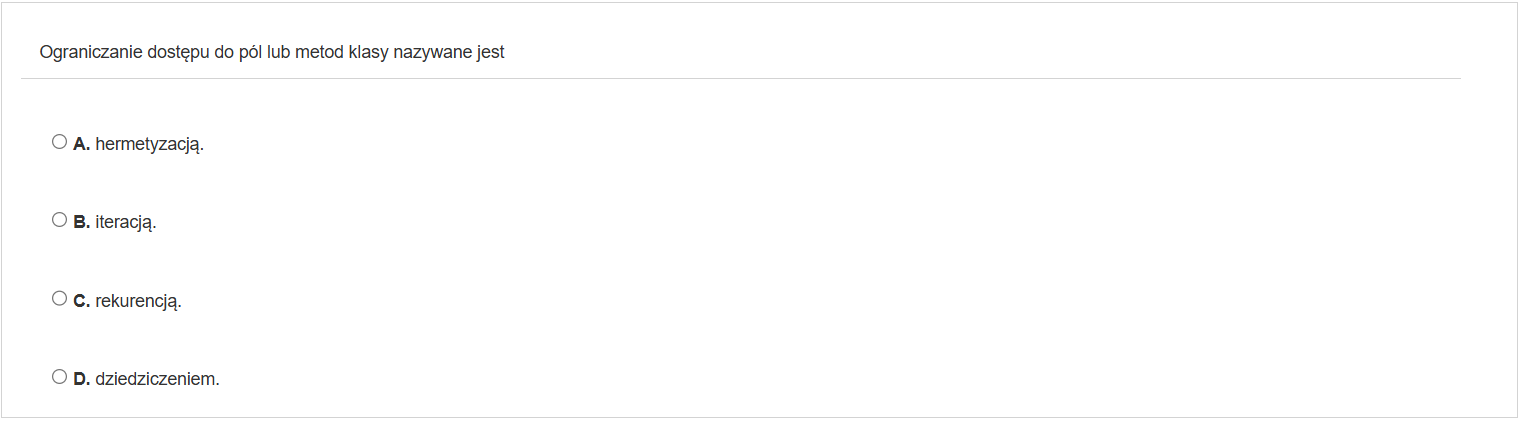 Ograniczanie dostępu do pól lub metod klasy nazywane jest
A. hermetyzacją.
B. iteracją.
C. rekurencją.
D. dziedziczeniem.